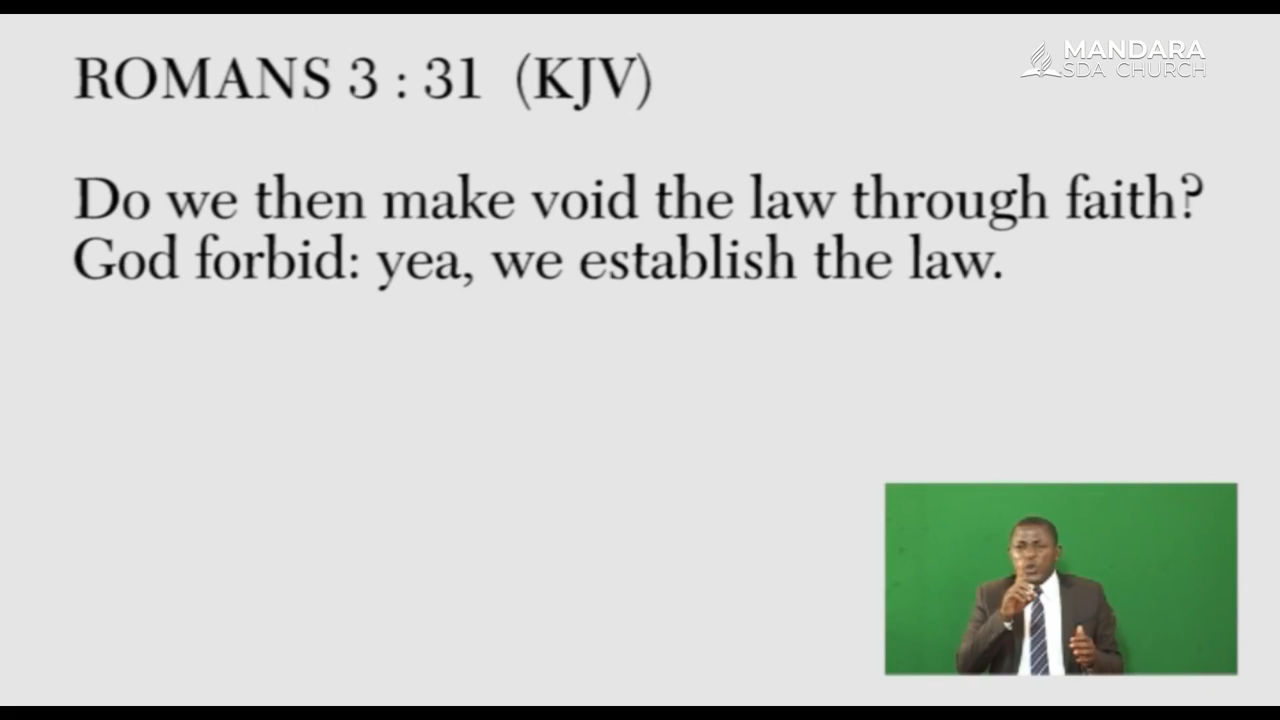 ROMANS 3 : 31 (KJV)
MANDARA
SDA CHURCH
Do we then make void the law through faith?
God forbid: yea, we establish the law.